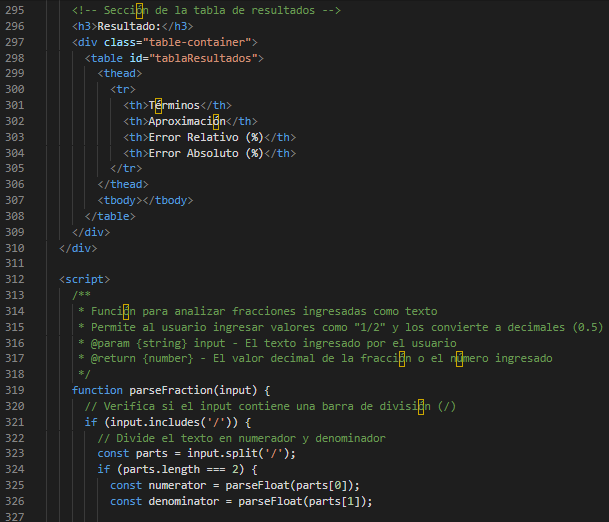 295 <!-- Sección de la tabla de resultados -->
296 <h3>Resultado:</h3>
297 <div class="table-container">
298 <table id="tablaResultados">
299 <thead>
300 <tr>
301 <th>Términos</th>
302 <th>Aproximación</th>
303 <th>Error Relativo (%)</th>
304 <th>Error Absoluto (%)</th>
305 </tr>
306 </thead>
307 <tbody></tbody>
308 </table>
309 </div>
310 </div>
311
312 <script>
313 /**
314 * Función para analizar fracciones ingresadas como texto
315 * Permite al usuario ingresar valores como "1/2" y los convierte a decimales (0.5)
316 * @param {string} input - El texto ingresado por el usuario
317 * @return {number} - El valor decimal de la fracción o el número ingresado
318 */
319 function parseFraction(input) {
320 // Verifica si el input contiene una barra de división (/)
321 if (input.includes('/')) {
322 // Divide el texto en numerador y denominador
323 const parts = input.split('/');
324 if (parts.length === 2) {
325 const numerator = parseFloat(parts[0]);
326 const denominator = parseFloat(parts[1]);
327